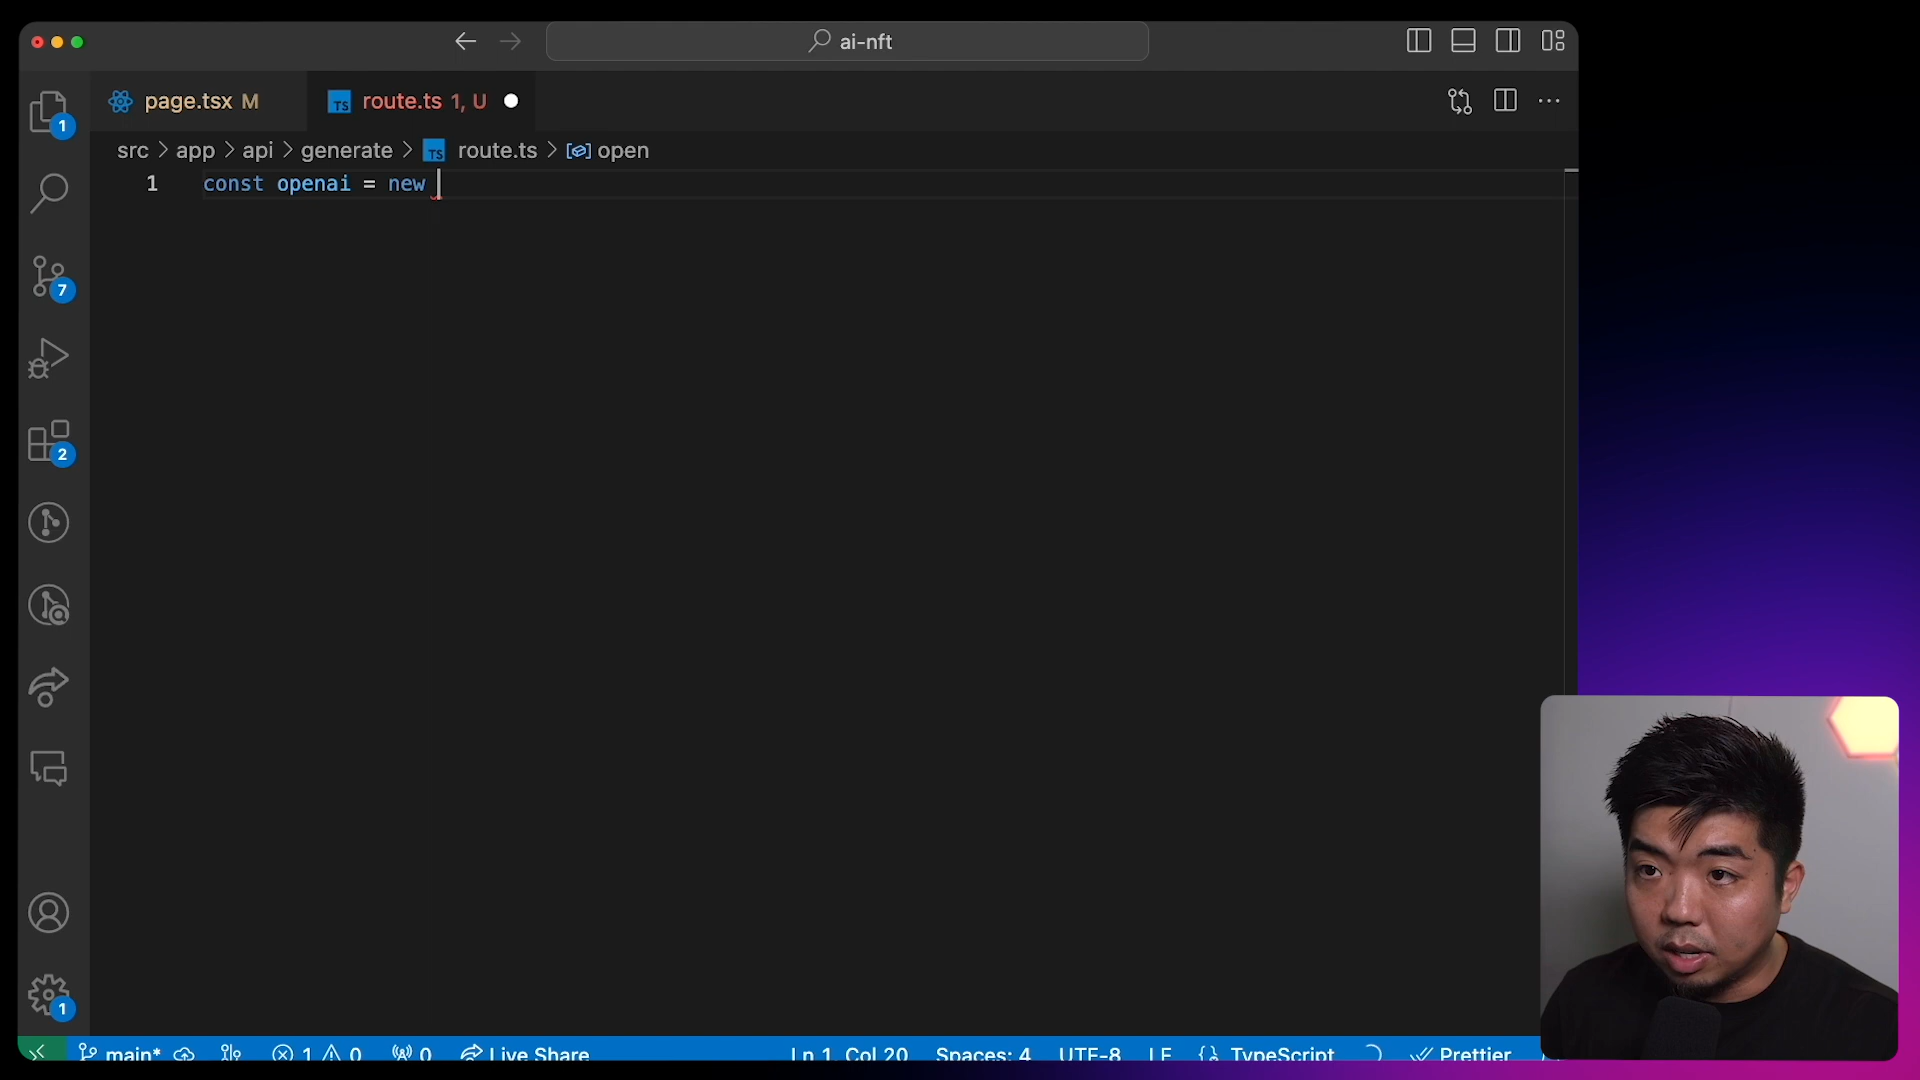 ai-nft
page.tsx M
TS route.ts 1, U
src > app > api > generate > TS route.ts > open
1 const openai = new
1
7
2
1
main* 1 0 0 Live Share Ln 1, Col 20 Spaces: 4 UTF-8 LF {} TypeScript Prettier